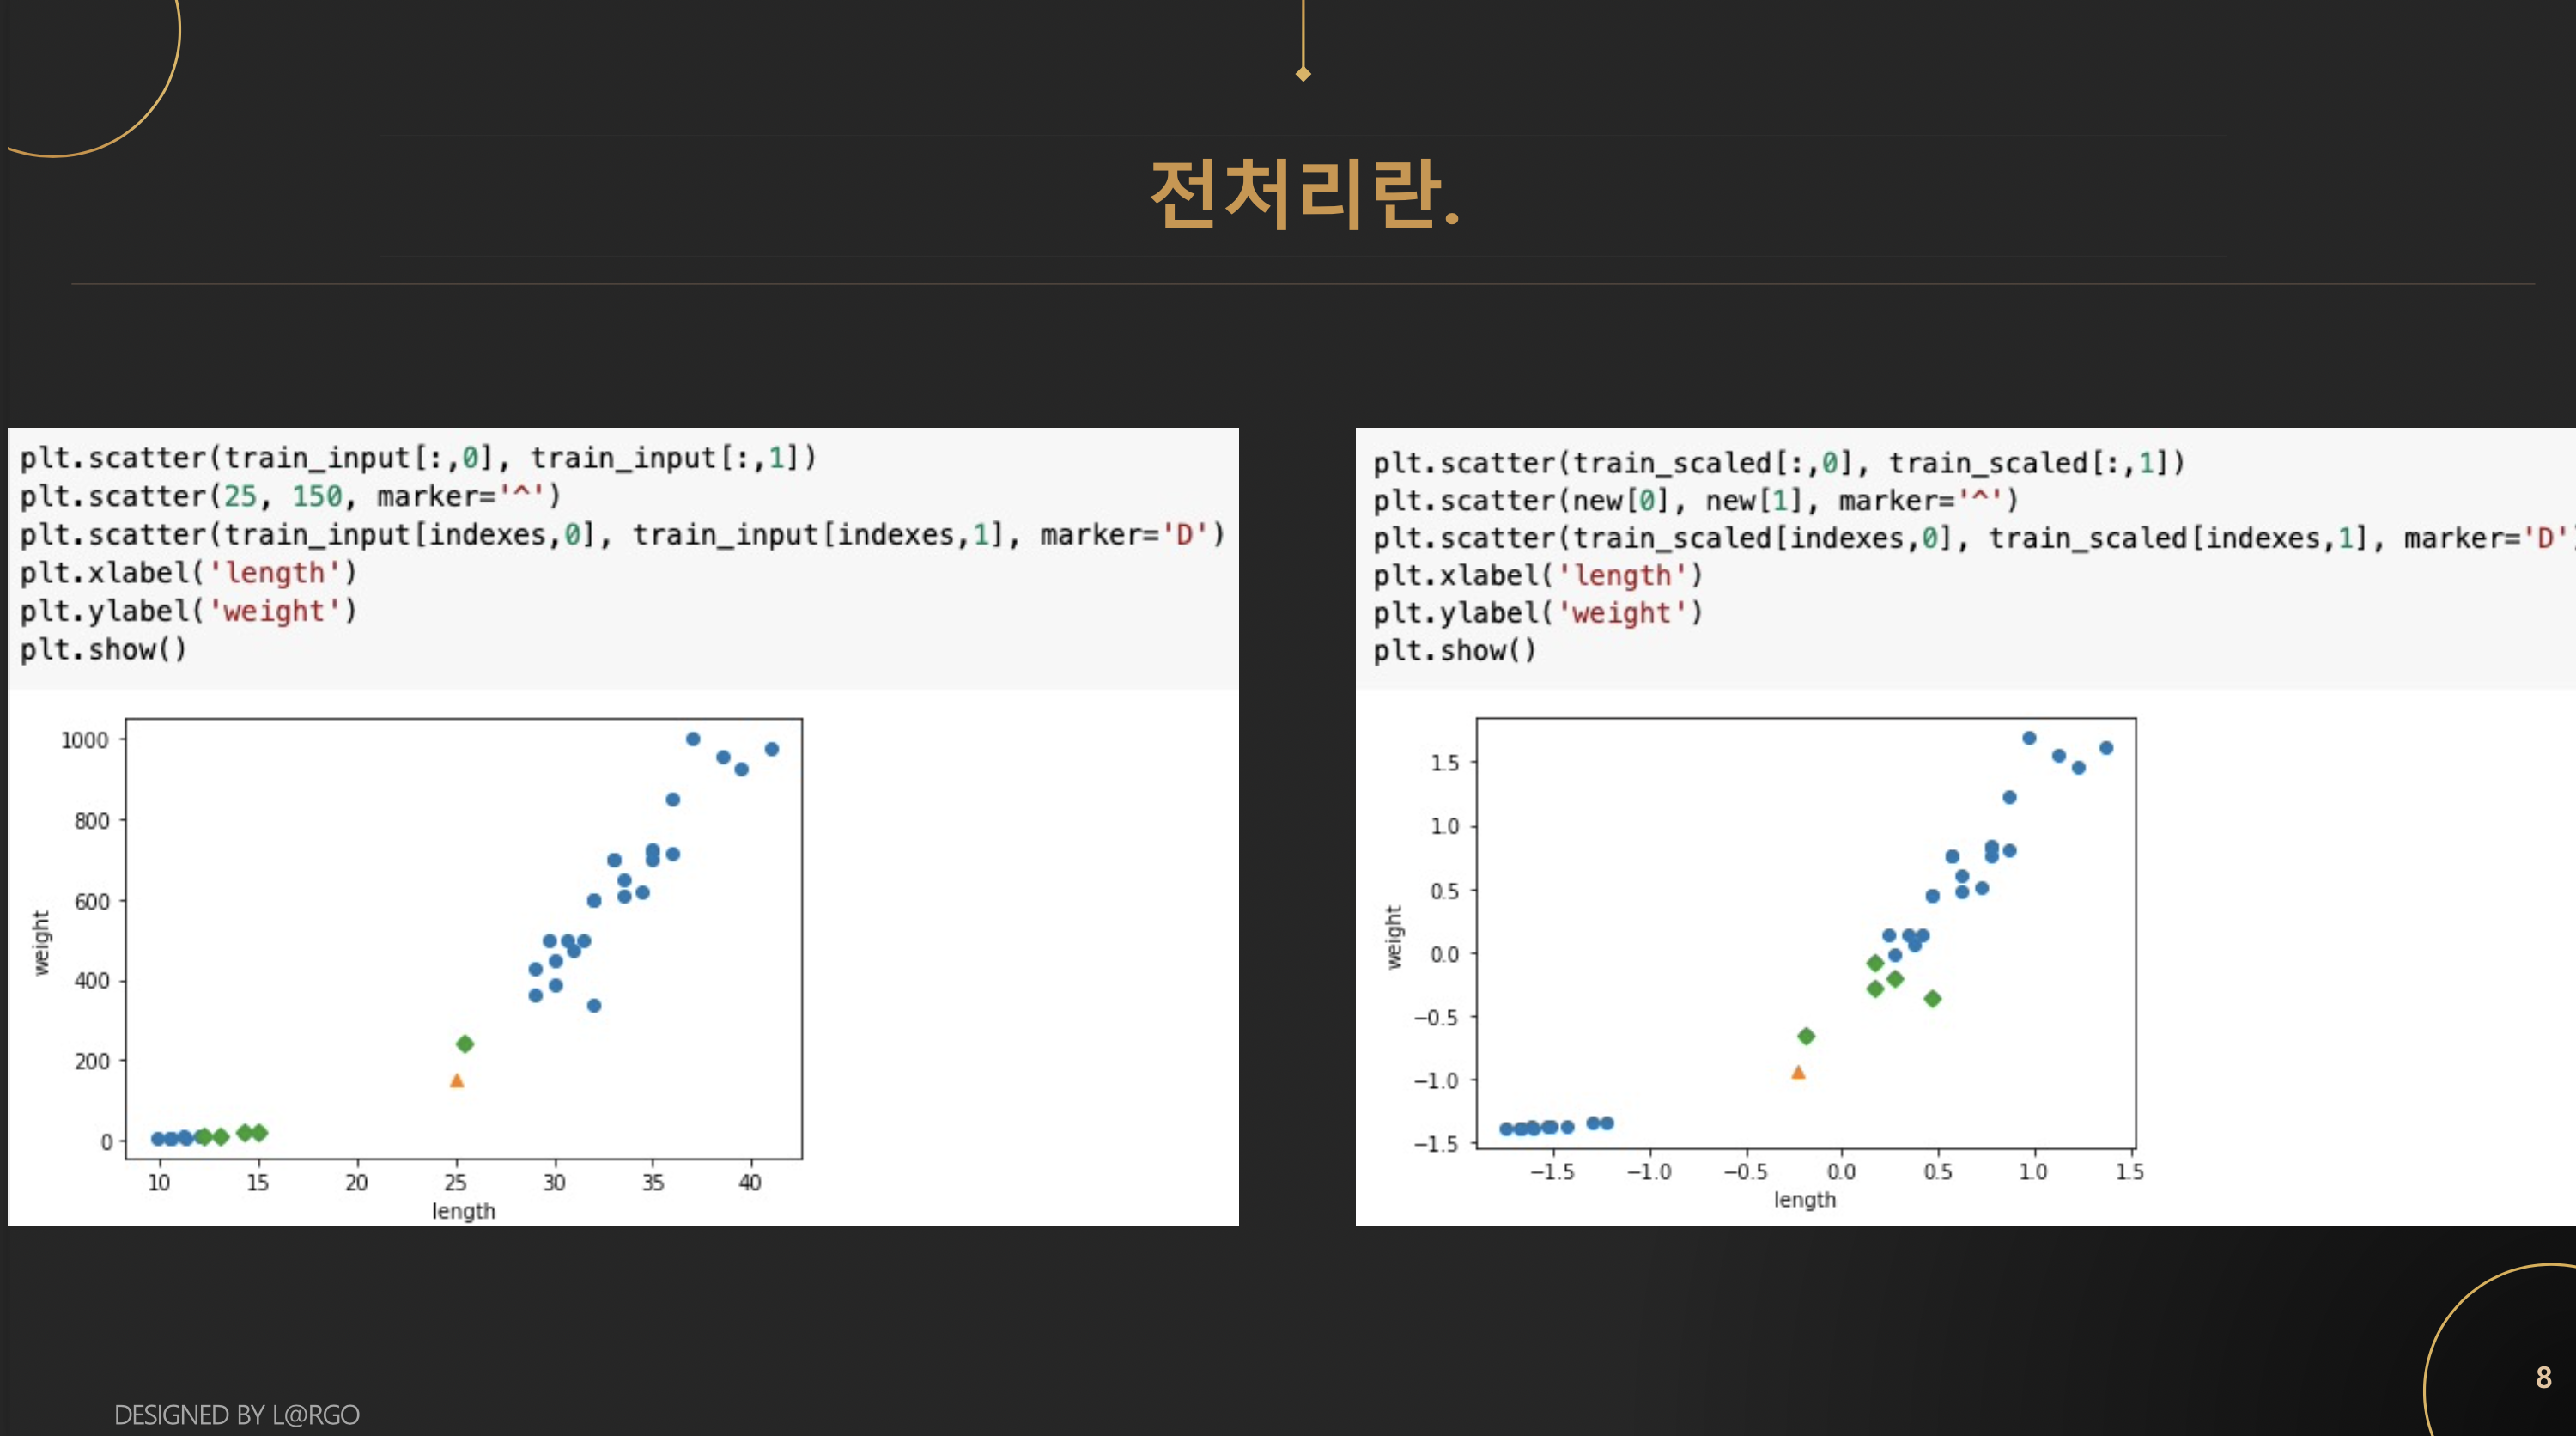 전처리란.
plt.scatter(train_input[:,0], train_input[:,1])
plt.scatter(25, 150, marker='^')
plt.scatter(train_input[indexes,0], train_input[indexes,1], marker='D')
plt.xlabel('length')
plt.ylabel('weight')
plt.show()
1000
800
600
400
200
0
weight
10 15 20 25 30 35 40
length
plt.scatter(train_scaled[:,0], train_scaled[:,1])
plt.scatter(new[0], new[1], marker='^')
plt.scatter(train_scaled[indexes,0], train_scaled[indexes,1], marker='D'
plt.xlabel('length')
plt.ylabel('weight')
plt.show()
1.5
1.0
0.5
0.0
−0.5
−1.0
−1.5
weight
−1.5 −1.0 −0.5 0.0 0.5 1.0 1.5
length
DESIGNED BY L@RGO
8